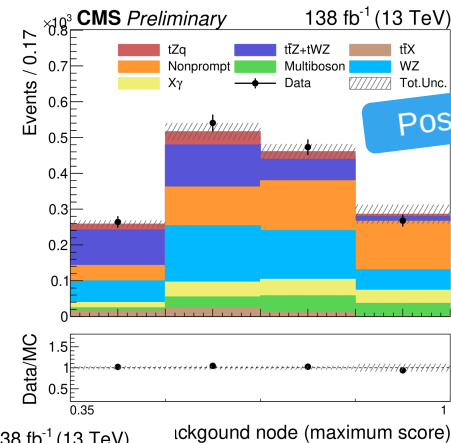 ×10³ CMS Preliminary 138 fb⁻¹ (13 TeV)
Events / 0.17
0.8
0.7
0.6
0.5
0.4
0.3
0.2
0.1
0
tZq tt̄Z+tWZ tt̄X
Nonprompt Multiboson WZ
Xγ Data Tot.Unc.
Pos
Data/MC
1.5
1
0.5
0.35 1
ckgound node (maximum score)
38 fb⁻¹ (13 TeV)